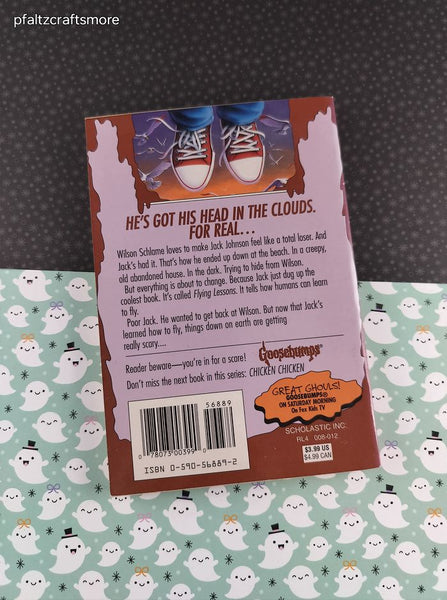 pfaltzcraftsmore
HE'S GOT HIS HEAD IN THE CLOUDS.
FOR REAL...
Wilson Schlame loves to make Jack Johnson feel like a total loser. And
Jack's had it. That's how he ended up down at the beach. In a creepy,
old abandoned house. In the dark. Trying to hide from Wilson.
But everything is about to change. Because Jack just dug up the
coolest book. It's called Flying Lessons. It tells how humans can learn
to fly.
Poor Jack. He wanted to get back at Wilson. But now that Jack's
learned how to fly, things down on earth are getting
really scary....
Reader beware—you're in for a scare!
Goosebumps
Don't miss the next book in this series: CHICKEN CHICKEN
56889
0 78073 00399 0
ISBN 0-590-56889-2
GREAT GHOULS!
GOOSEBUMPS®
ON SATURDAY MORNING
On Fox Kids TV
SCHOLASTIC INC.
RL4 008-012
$3.99 US
$4.99 CAN